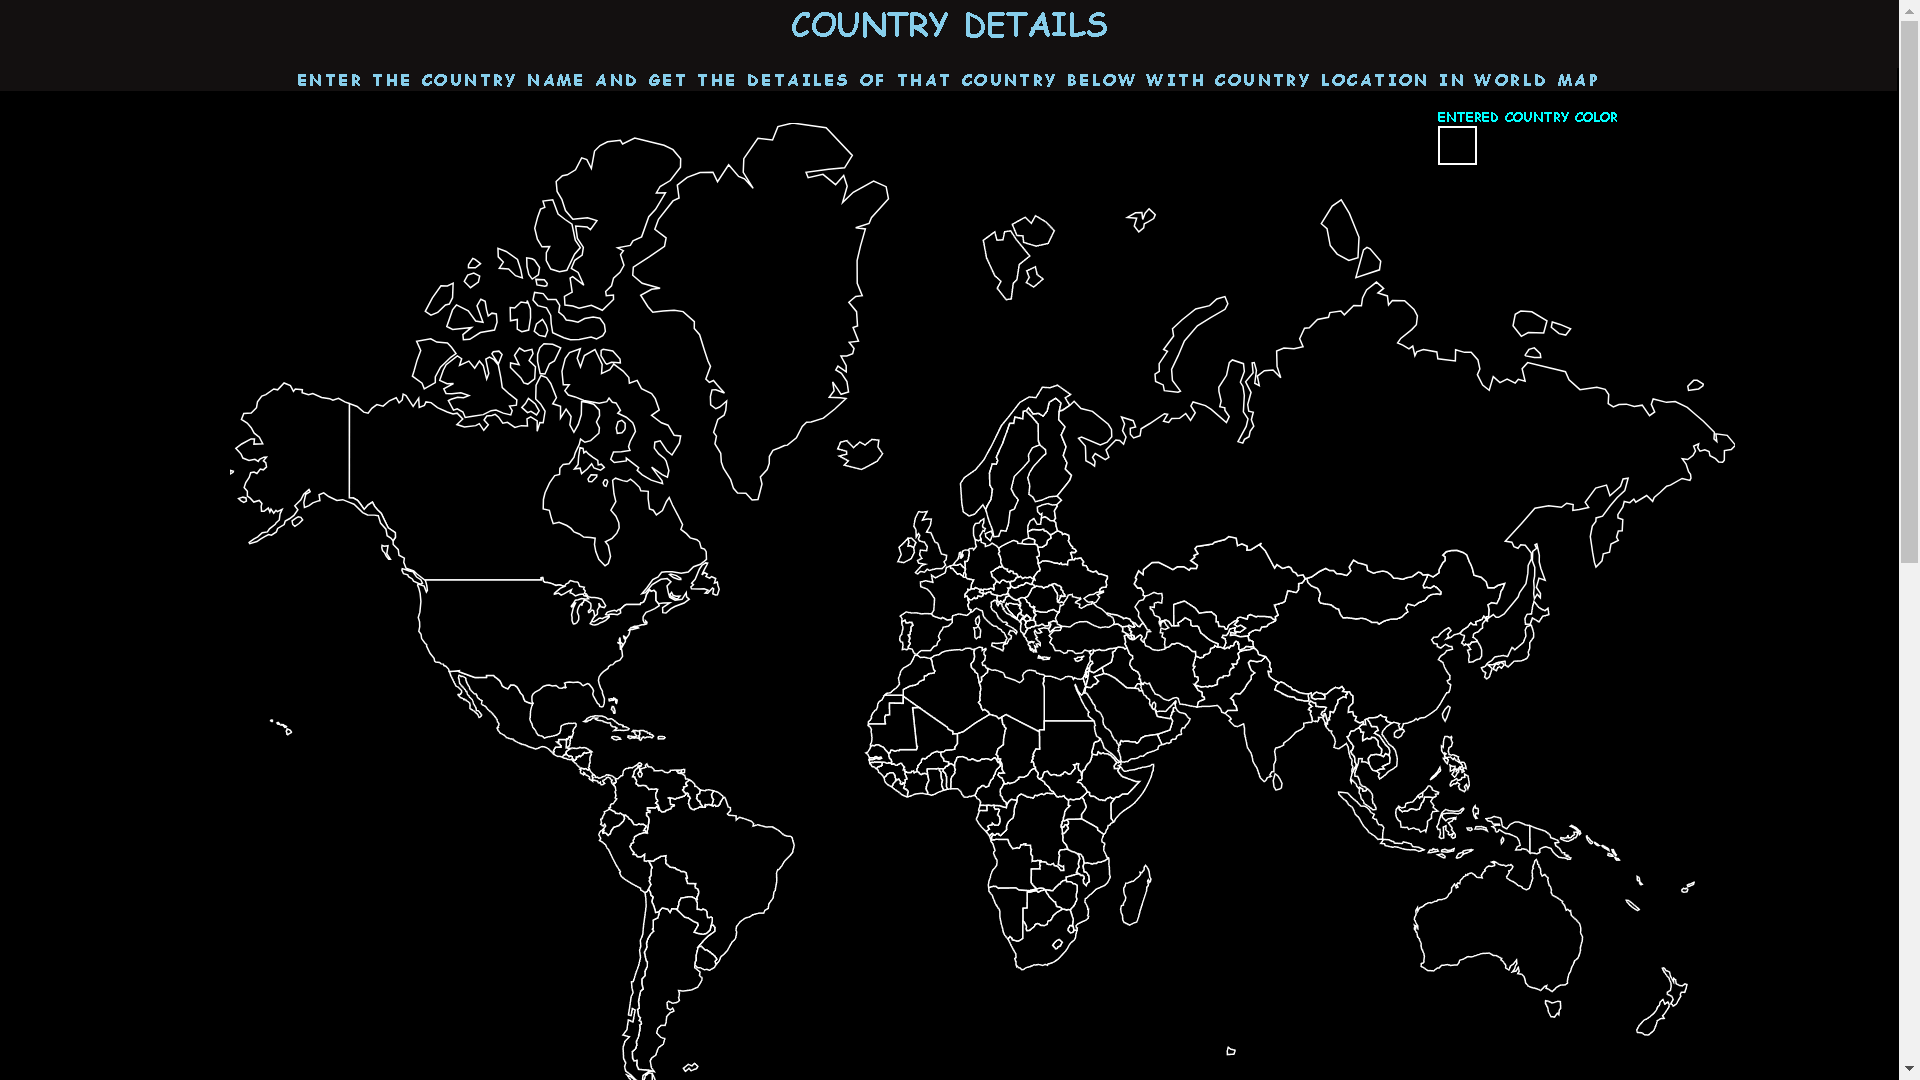 COUNTRY DETAILS
ENTER THE COUNTRY NAME AND GET THE DETAILES OF THAT COUNTRY BELOW WITH COUNTRY LOCATION IN WORLD MAP
ENTERED COUNTRY COLOR